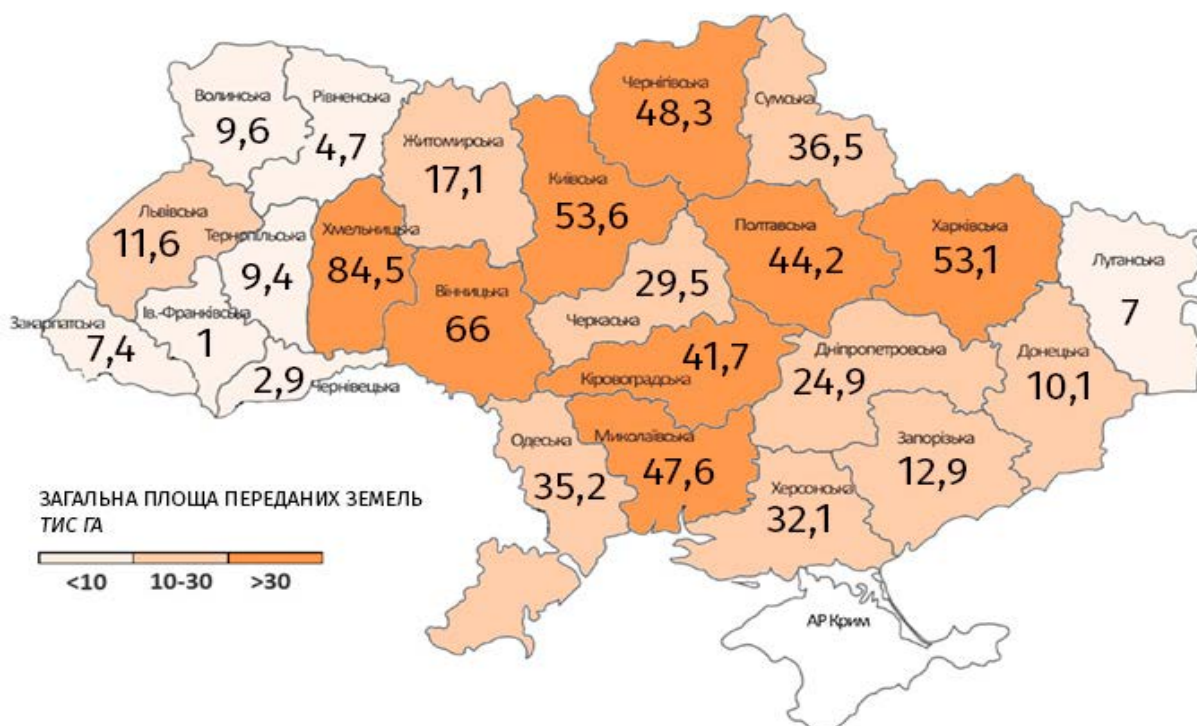 Чернігівська
48,3
Сумська
36,5
Волинська
9,6
Рівненська
4,7
Житомирська
17,1
Київська
53,6
Львівська
11,6
Тернопільська
9,4
Хмельницька
84,5
Полтавська
44,2
Харківська
53,1
Луганська
7
Вінницька
66
29,5
Черкаська
Закарпатська
7,4
Ів.-Франківська
1
2,9
Чернівецька
41,7
Кіровоградська
Дніпропетровська
24,9
Донецька
10,1
Одеська
35,2
Миколаївська
47,6
Запорізька
12,9
Херсонська
32,1
АР Крим
ЗАГАЛЬНА ПЛОЩА ПЕРЕДАНИХ ЗЕМЕЛЬ
ТИС ГА
<10 10-30 >30